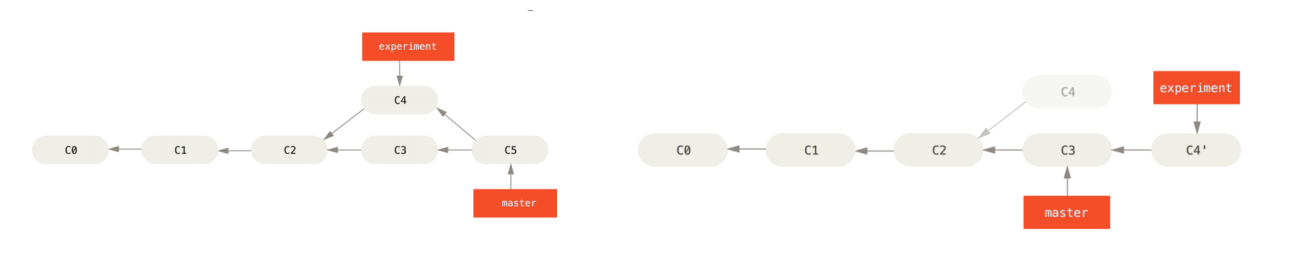 experiment
C4
C0 C1 C2 C3 C5
master
C4
experiment
C0 C1 C2 C3 C4'
master